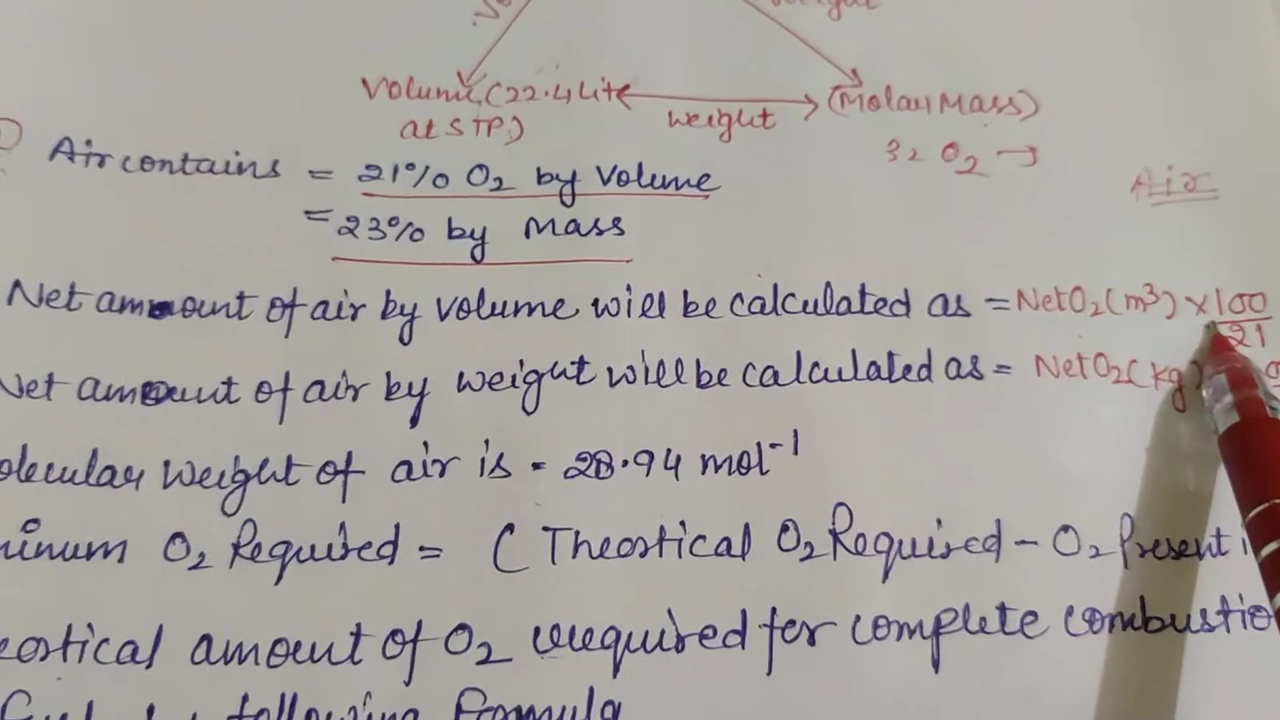 Volume (22.4 Lit
at STP)
weight
(Molar Mass)
32 O2 →
Air contains = 21% O2 by Volume
= 23% by Mass
Air
Net amount of air by volume will be calculated as = Net O2 (m³) × 100/21
Net amount of air by weight will be calculated as = Net O2 (kg)
olecular weight of air is = 28.94 mol⁻¹
O2 Required = ( Theortical O2 Required - O2 Present
eortical amount of O2 required for complete combustio
following formula